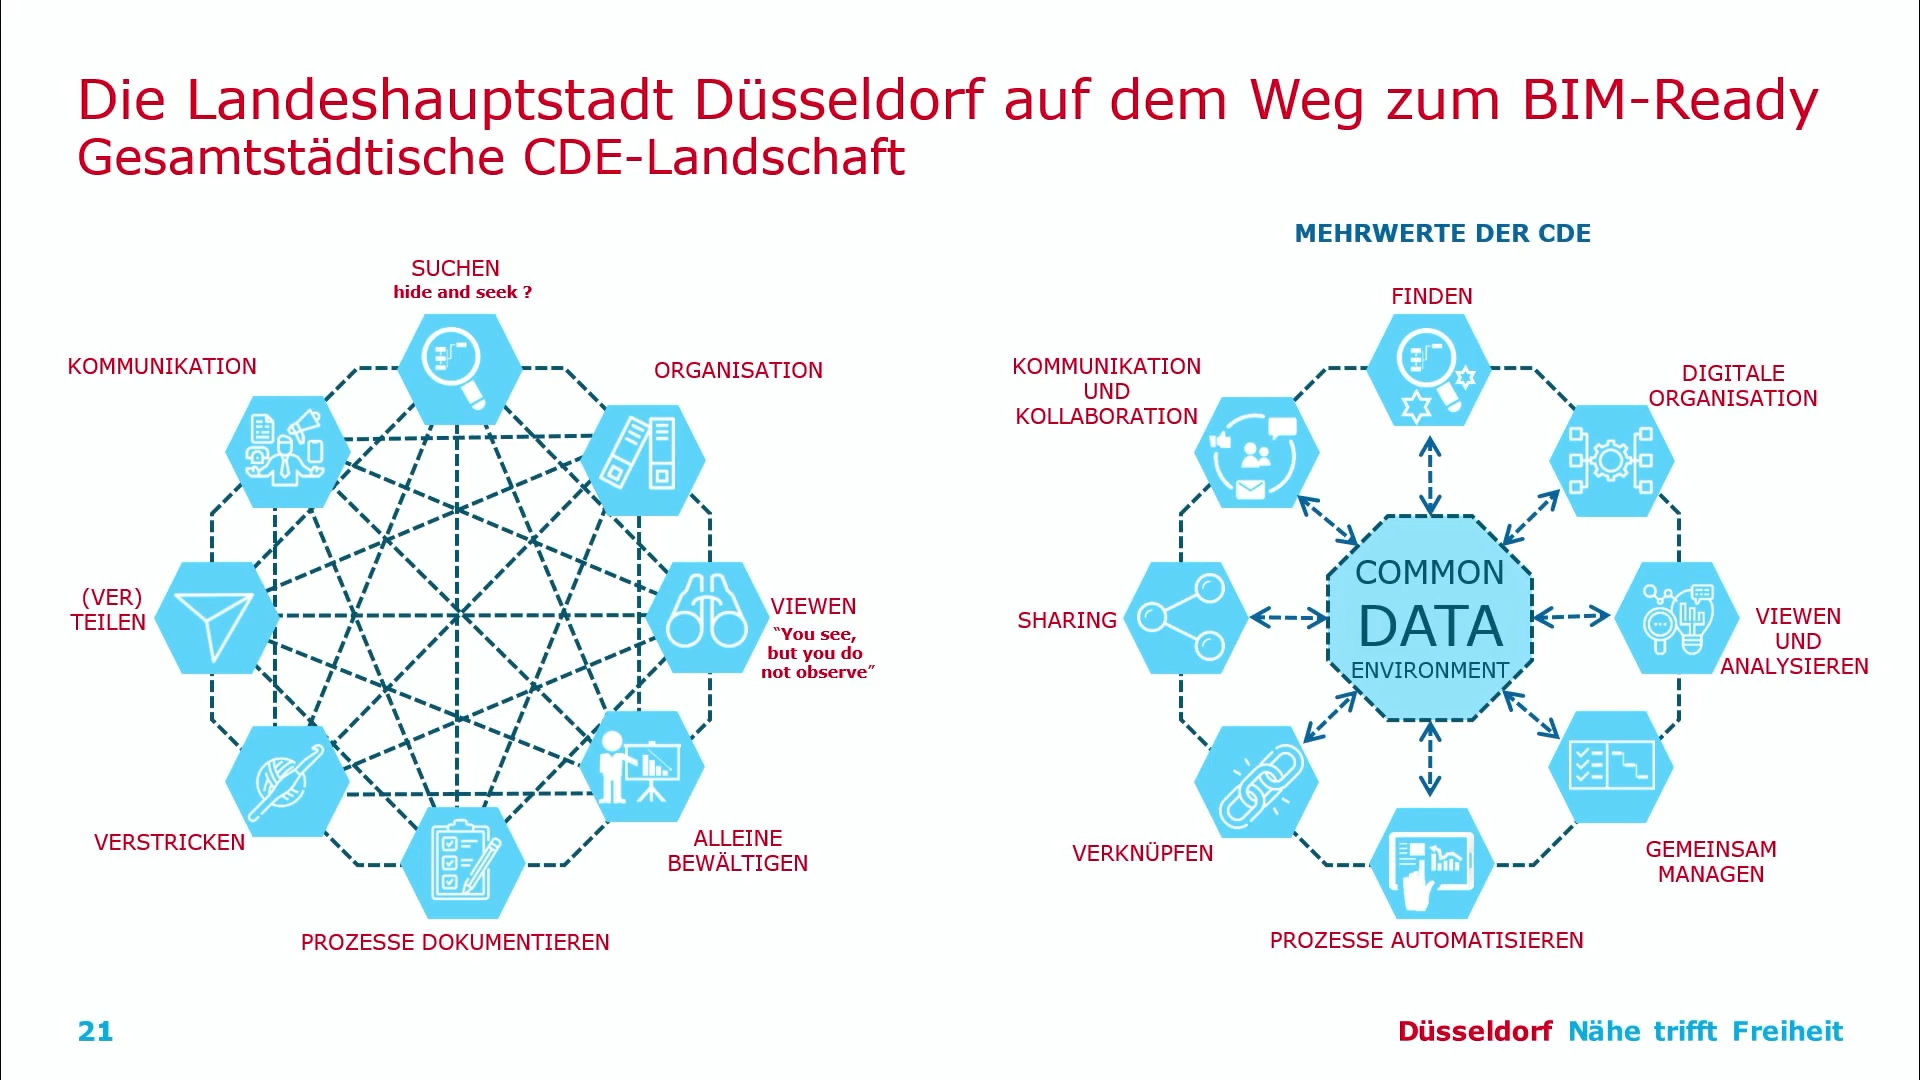 Die Landeshauptstadt Düsseldorf auf dem Weg zum BIM-Ready
Gesamtstädtische CDE-Landschaft
SUCHEN
hide and seek ?
KOMMUNIKATION
ORGANISATION
(VER)
TEILEN
VIEWEN
“You see,
but you do
not observe”
VERSTRICKEN
ALLEINE
BEWÄLTIGEN
PROZESSE DOKUMENTIEREN
MEHRWERTE DER CDE
FINDEN
KOMMUNIKATION
UND
KOLLABORATION
DIGITALE
ORGANISATION
SHARING
COMMON
DATA
ENVIRONMENT
VIEWEN
UND
ANALYSIEREN
VERKNÜPFEN
GEMEINSAM
MANAGEN
PROZESSE AUTOMATISIEREN
21
Düsseldorf Nähe trifft Freiheit